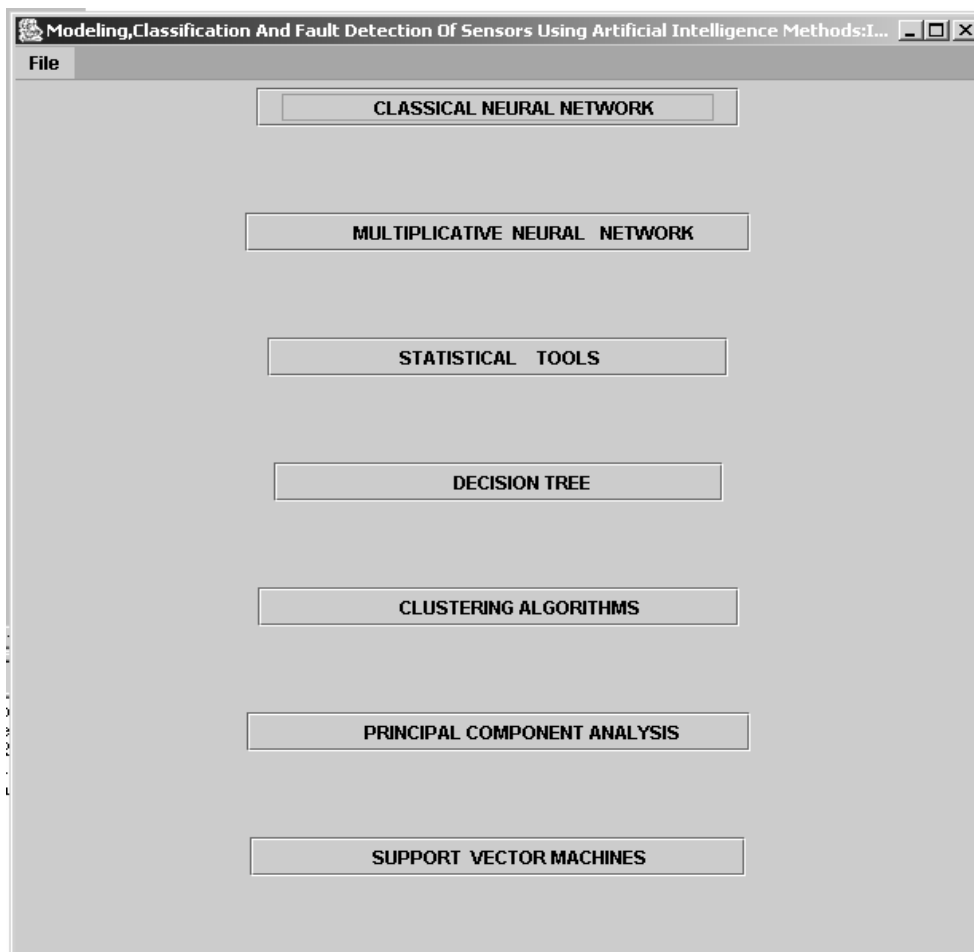 Modeling,Classification And Fault Detection Of Sensors Using Artificial Intelligence Methods:I...
File
CLASSICAL NEURAL NETWORK
MULTIPLICATIVE NEURAL NETWORK
STATISTICAL TOOLS
DECISION TREE
CLUSTERING ALGORITHMS
PRINCIPAL COMPONENT ANALYSIS
SUPPORT VECTOR MACHINES